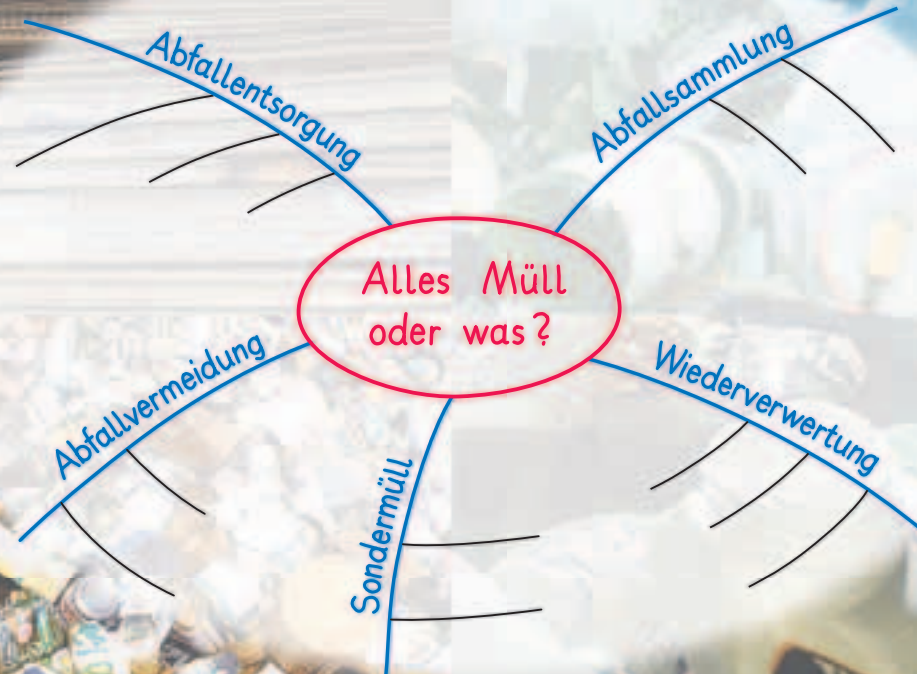 Abfallentsorgung
Abfallsammlung
Alles Müll
oder was?
Abfallvermeidung
Sondermüll
Wiederverwertung